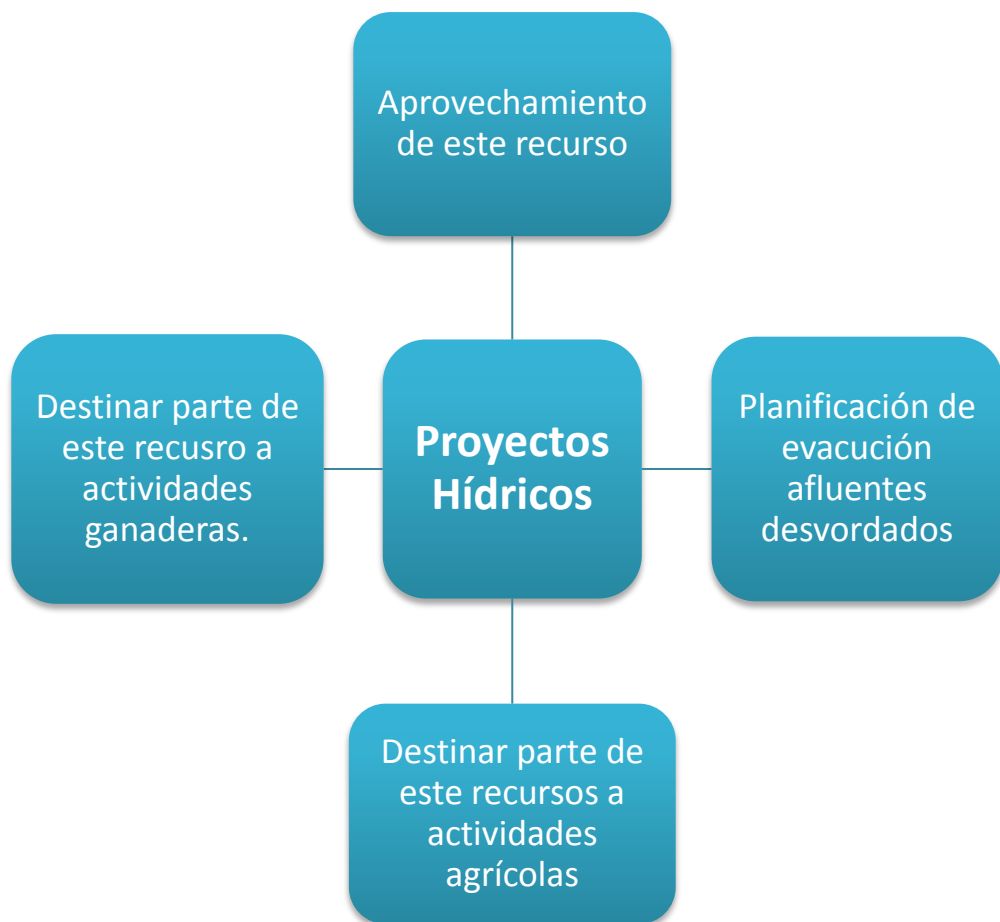 Aprovechamiento
de este recurso
Destinar parte de
este recusro a
actividades
ganaderas.
Proyectos
Hídricos
Planificación de
evacución
afluentes
desvordados
Destinar parte de
este recursos a
actividades
agrícolas